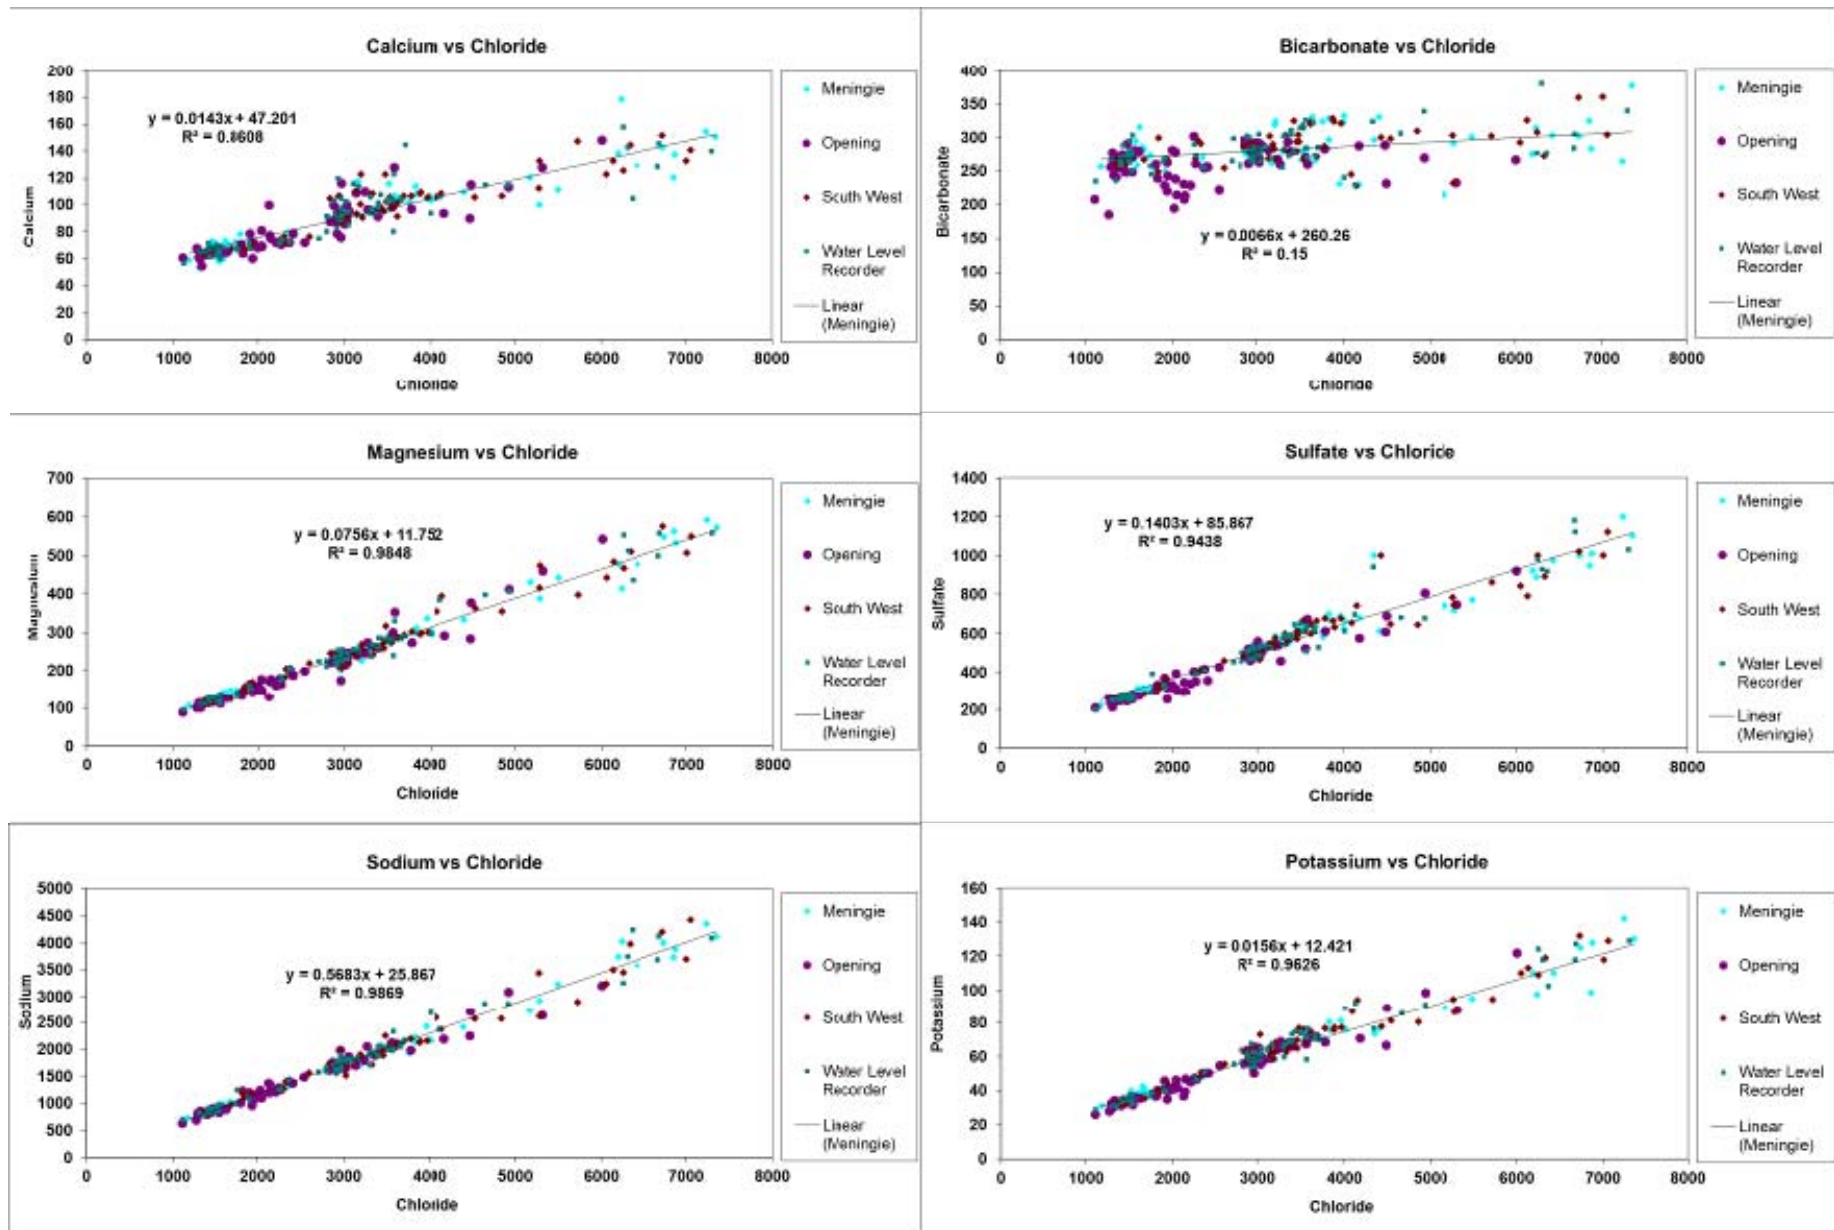 Calcium vs Chloride
200
180
160
140
120
100
80
60
40
20
0
Calcium
y = 0.0143x + 47.201
R² = 0.8608
0 1000 2000 3000 4000 5000 6000 7000 8000
Chloride
Meningie
Opening
South West
Water Level
Recorder
Linear
(Meningie)
Bicarbonate vs Chloride
400
350
300
250
200
150
100
50
0
Bicarbonate
y = 0.0066x + 260.26
R² = 0.15
0 1000 2000 3000 4000 5000 6000 7000 8000
Chloride
Meningie
Opening
South West
Water Level
Recorder
Linear
(Meningie)
Magnesium vs Chloride
700
600
500
400
300
200
100
0
Magnesium
y = 0.0756x + 11.752
R² = 0.9848
0 1000 2000 3000 4000 5000 6000 7000 8000
Chloride
Meningie
Opening
South West
Water Level
Recorder
Linear
(Meningie)
Sulfate vs Chloride
1400
1200
1000
800
600
400
200
0
Sulfate
y = 0.1403x + 85.867
R² = 0.9438
0 1000 2000 3000 4000 5000 6000 7000 8000
Chloride
Meningie
Opening
South West
Water Level
Recorder
Linear
(Meningie)
Sodium vs Chloride
5000
4500
4000
3500
3000
2500
2000
1500
1000
500
0
Sodium
y = 0.5683x + 25.867
R² = 0.9869
0 1000 2000 3000 4000 5000 6000 7000 8000
Chloride
Meningie
Opening
South West
Water Level
Recorder
Linear
(Meningie)
Potassium vs Chloride
160
140
120
100
80
60
40
20
0
Potassium
y = 0.0156x + 12.421
R² = 0.9626
0 1000 2000 3000 4000 5000 6000 7000 8000
Chloride
Meningie
Opening
South West
Water Level
Recorder
Linear
(Meningie)